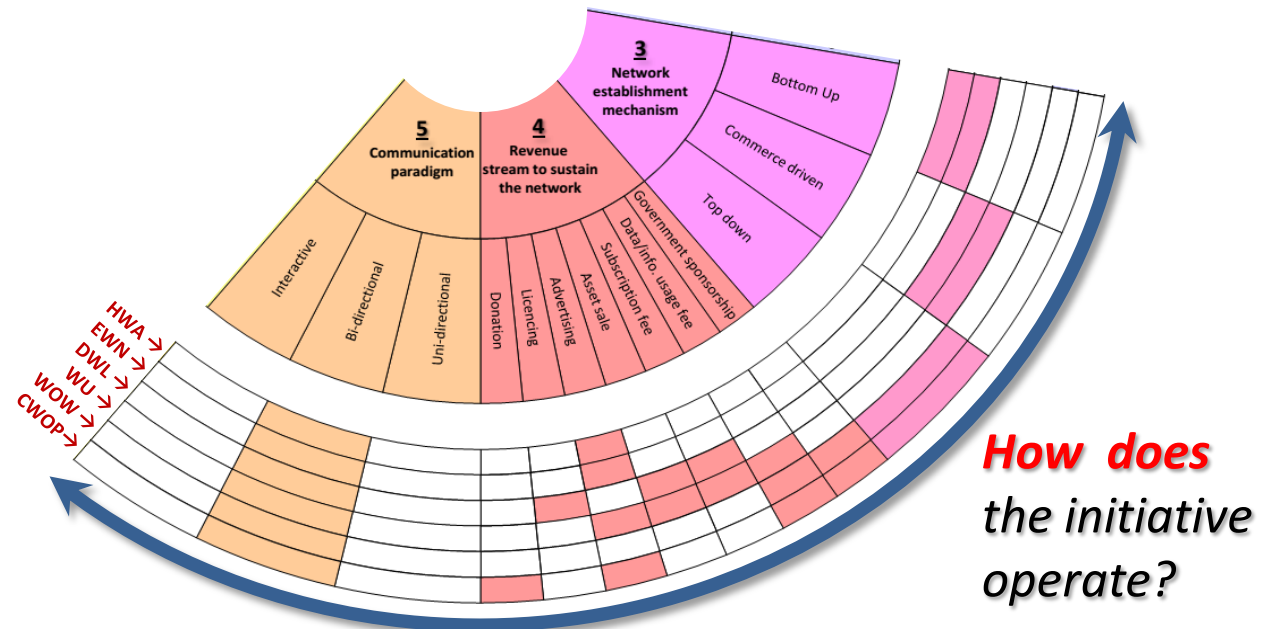 5
Communication
paradigm
4
Revenue
stream to sustain
the network
3
Network
establishment
mechanism
Interactive
Bi-directional
Uni-directional
Donation
Licencing
Advertising
Asset sale
Subscription fee
Data/info. usage fee
Government sponsorship
Top down
Commerce driven
Bottom Up
HWA →
EWN →
DWL →
WU →
WOW →
CWOP→
How does
the initiative
operate?